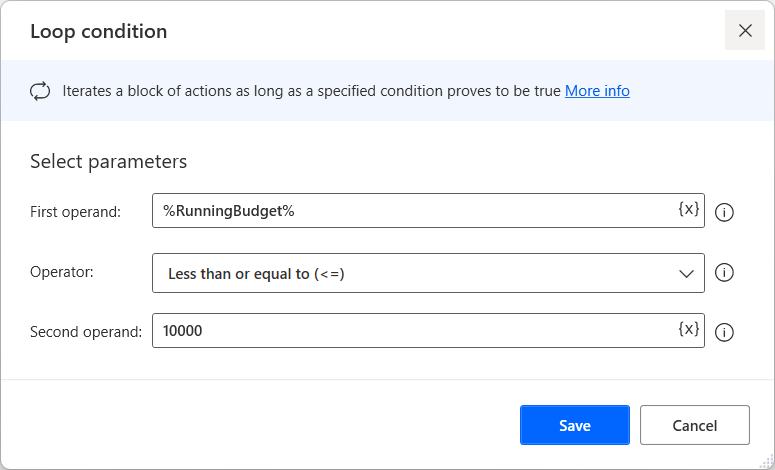 Loop condition
Iterates a block of actions as long as a specified condition proves to be true More info
Select parameters
First operand: %RunningBudget% {x}
Operator: Less than or equal to (<=)
Second operand: 10000 {x}
Save Cancel